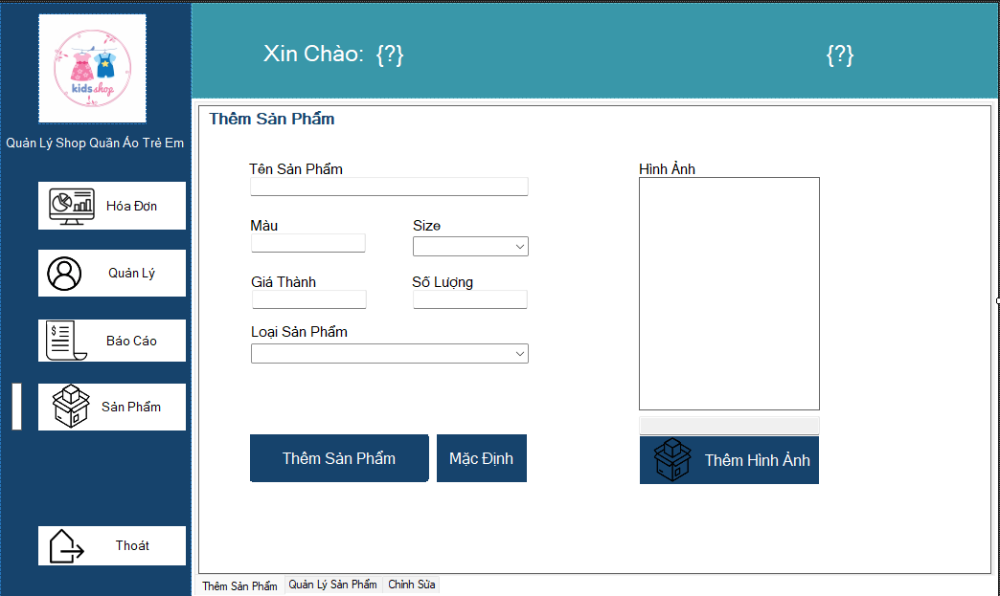 kids shop
Quản Lý Shop Quần Áo Trẻ Em
Hóa Đơn
Quản Lý
Báo Cáo
Sản Phẩm
Thoát
Xin Chào: {?}
{?}
Thêm Sản Phẩm
Tên Sản Phẩm
Hình Ảnh
Màu
Size
Giá Thành
Số Lượng
Loại Sản Phẩm
Thêm Sản Phẩm
Mặc Định
Thêm Hình Ảnh
Thêm Sản Phẩm
Quản Lý Sản Phẩm
Chỉnh Sửa